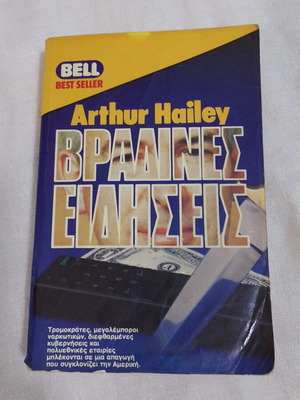 BELL
BEST SELLER
Arthur Hailey
ΒΡΑΔΙΝΕΣ
ΕΙΔΗΣΕΙΣ
Τρομοκράτες, μεγαλέμποροι
ναρκωτικών, διεφθαρμένες
κυβερνήσεις και
πολυεθνικές εταιρίες
μπλέκονται σε μια απαγωγή
που συγκλονίζει την Αμερική.